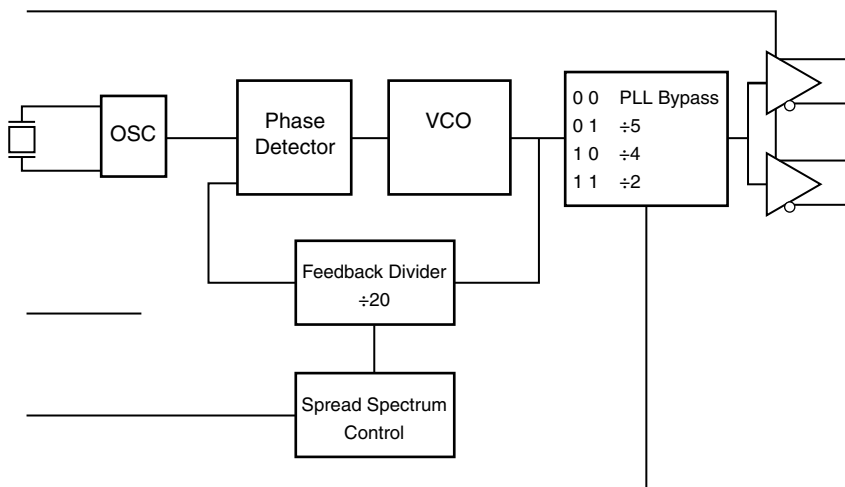 OSC
Phase
Detector
VCO
0 0 PLL Bypass
0 1 ÷5
1 0 ÷4
1 1 ÷2
Feedback Divider
÷20
Spread Spectrum
Control